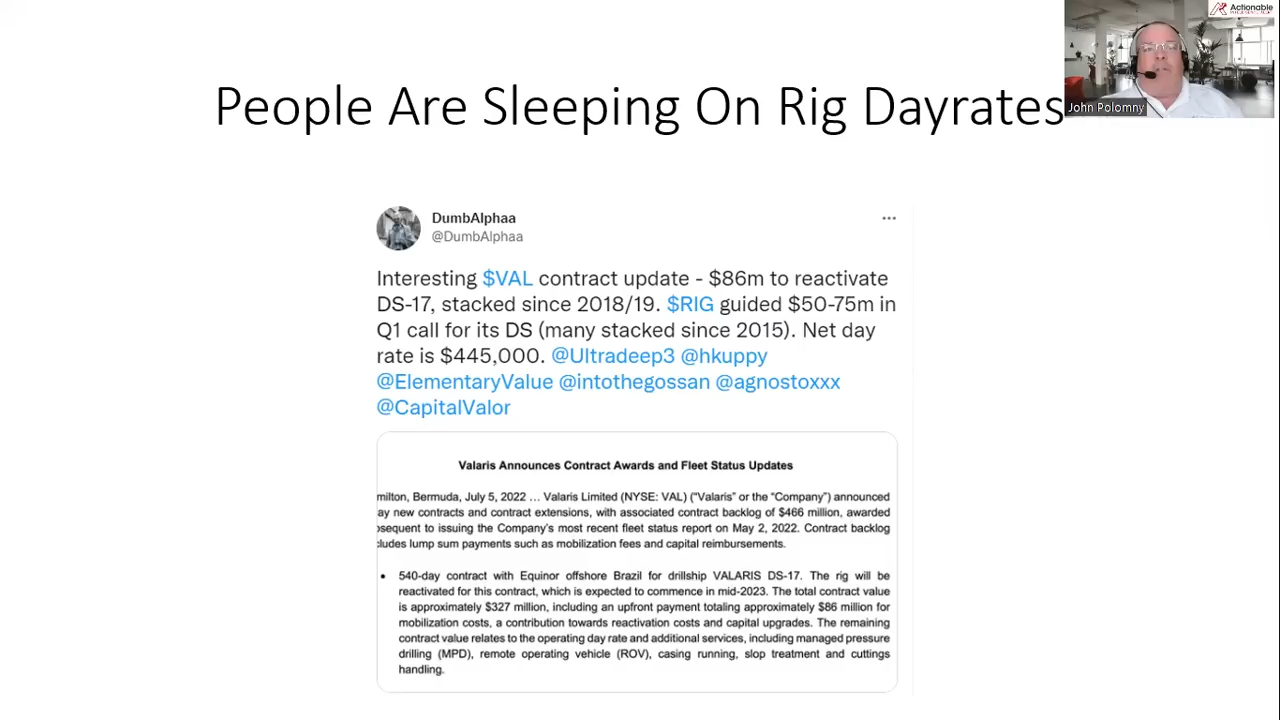 Actionable
John Polomny
People Are Sleeping On Rig Dayrates
DumbAlphaa
@DumbAlphaa
Interesting $VAL contract update - $86m to reactivate
DS-17, stacked since 2018/19. $RIG guided $50-75m in
Q1 call for its DS (many stacked since 2015). Net day
rate is $445,000. @Ultradeep3 @hkuppy
@ElementaryValue @intothegossan @agnostoxxx
@CapitalValor
Valaris Announces Contract Awards and Fleet Status Updates
milton, Bermuda, July 5, 2022 … Valaris Limited (NYSE: VAL) ("Valaris" or the "Company") announced
ay new contracts and contract extensions, with associated contract backlog of $466 million, awarded
sequent to issuing the Company's most recent fleet status report on May 2, 2022. Contract backlog
ludes lump sum payments such as mobilization fees and capital reimbursements.
• 540-day contract with Equinor offshore Brazil for drillship VALARIS DS-17. The rig will be
reactivated for this contract, which is expected to commence in mid-2023. The total contract value
is approximately $327 million, including an upfront payment totaling approximately $86 million for
mobilization costs, a contribution towards reactivation costs and capital upgrades. The remaining
contract value relates to the operating day rate and additional services, including managed pressure
drilling (MPD), remote operating vehicle (ROV), casing running, slop treatment and cuttings
handling.